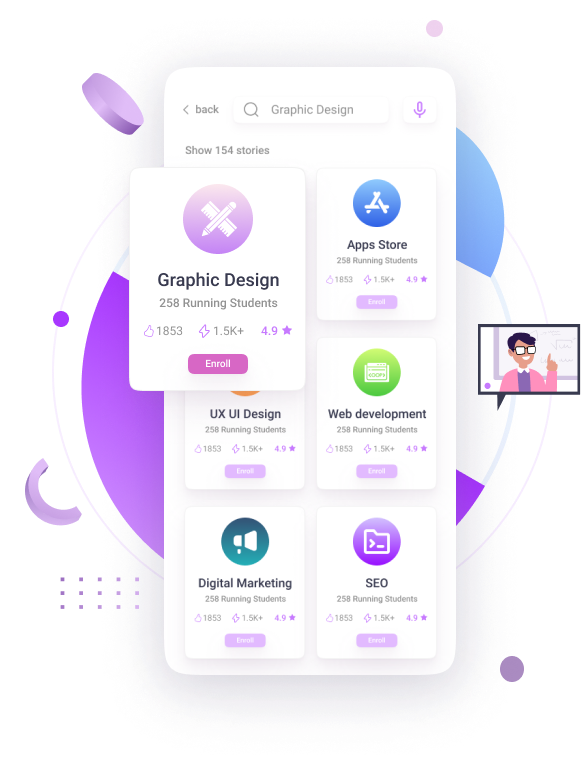 back
Graphic Design
Show 154 stories
Graphic Design
258 Running Students
1853 1.5K+ 4.9
Enroll
Apps Store
258 Running Students
1853 1.5K+ 4.9
Enroll
UX UI Design
258 Running Students
1853 1.5K+ 4.9
Enroll
Web development
258 Running Students
1853 1.5K+ 4.9
Enroll
Digital Marketing
258 Running Students
1853 1.5K+ 4.9
Enroll
SEO
258 Running Students
1853 1.5K+ 4.9
Enroll